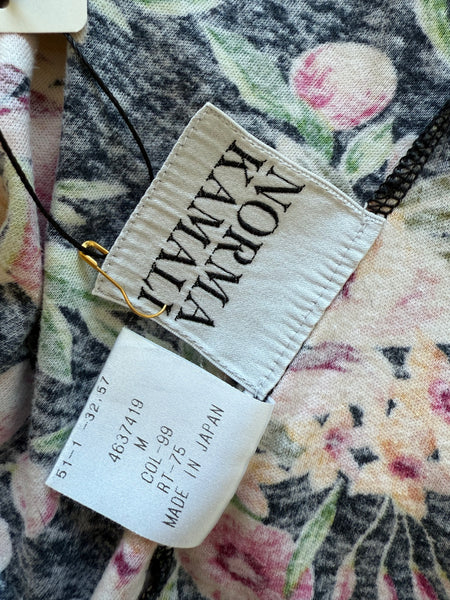 NORMA
KAMALI
51-1 32,57
4637419
M
COL-99
RT-75
MADE IN JAPAN